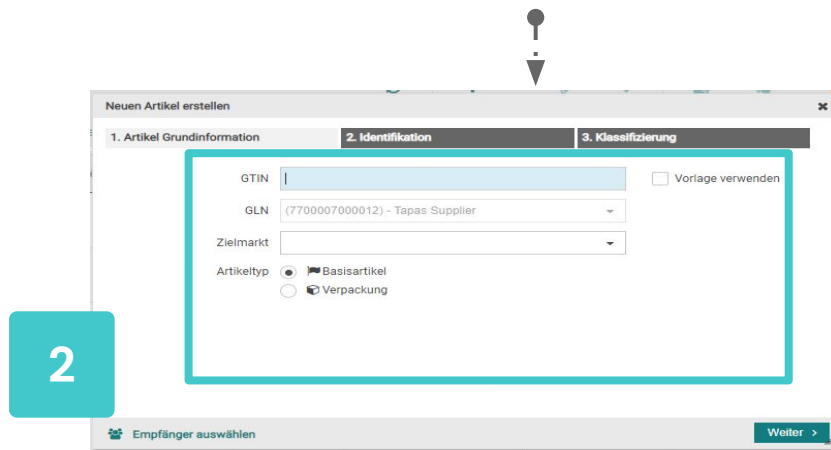 Neuen Artikel erstellen
1. Artikel Grundinformation 2. Identifikation 3. Klassifizierung
GTIN Vorlage verwenden
GLN (7700007000012) - Tapas Supplier
Zielmarkt
Artikeltyp Basisartikel
Verpackung
2
Empfänger auswählen Weiter >